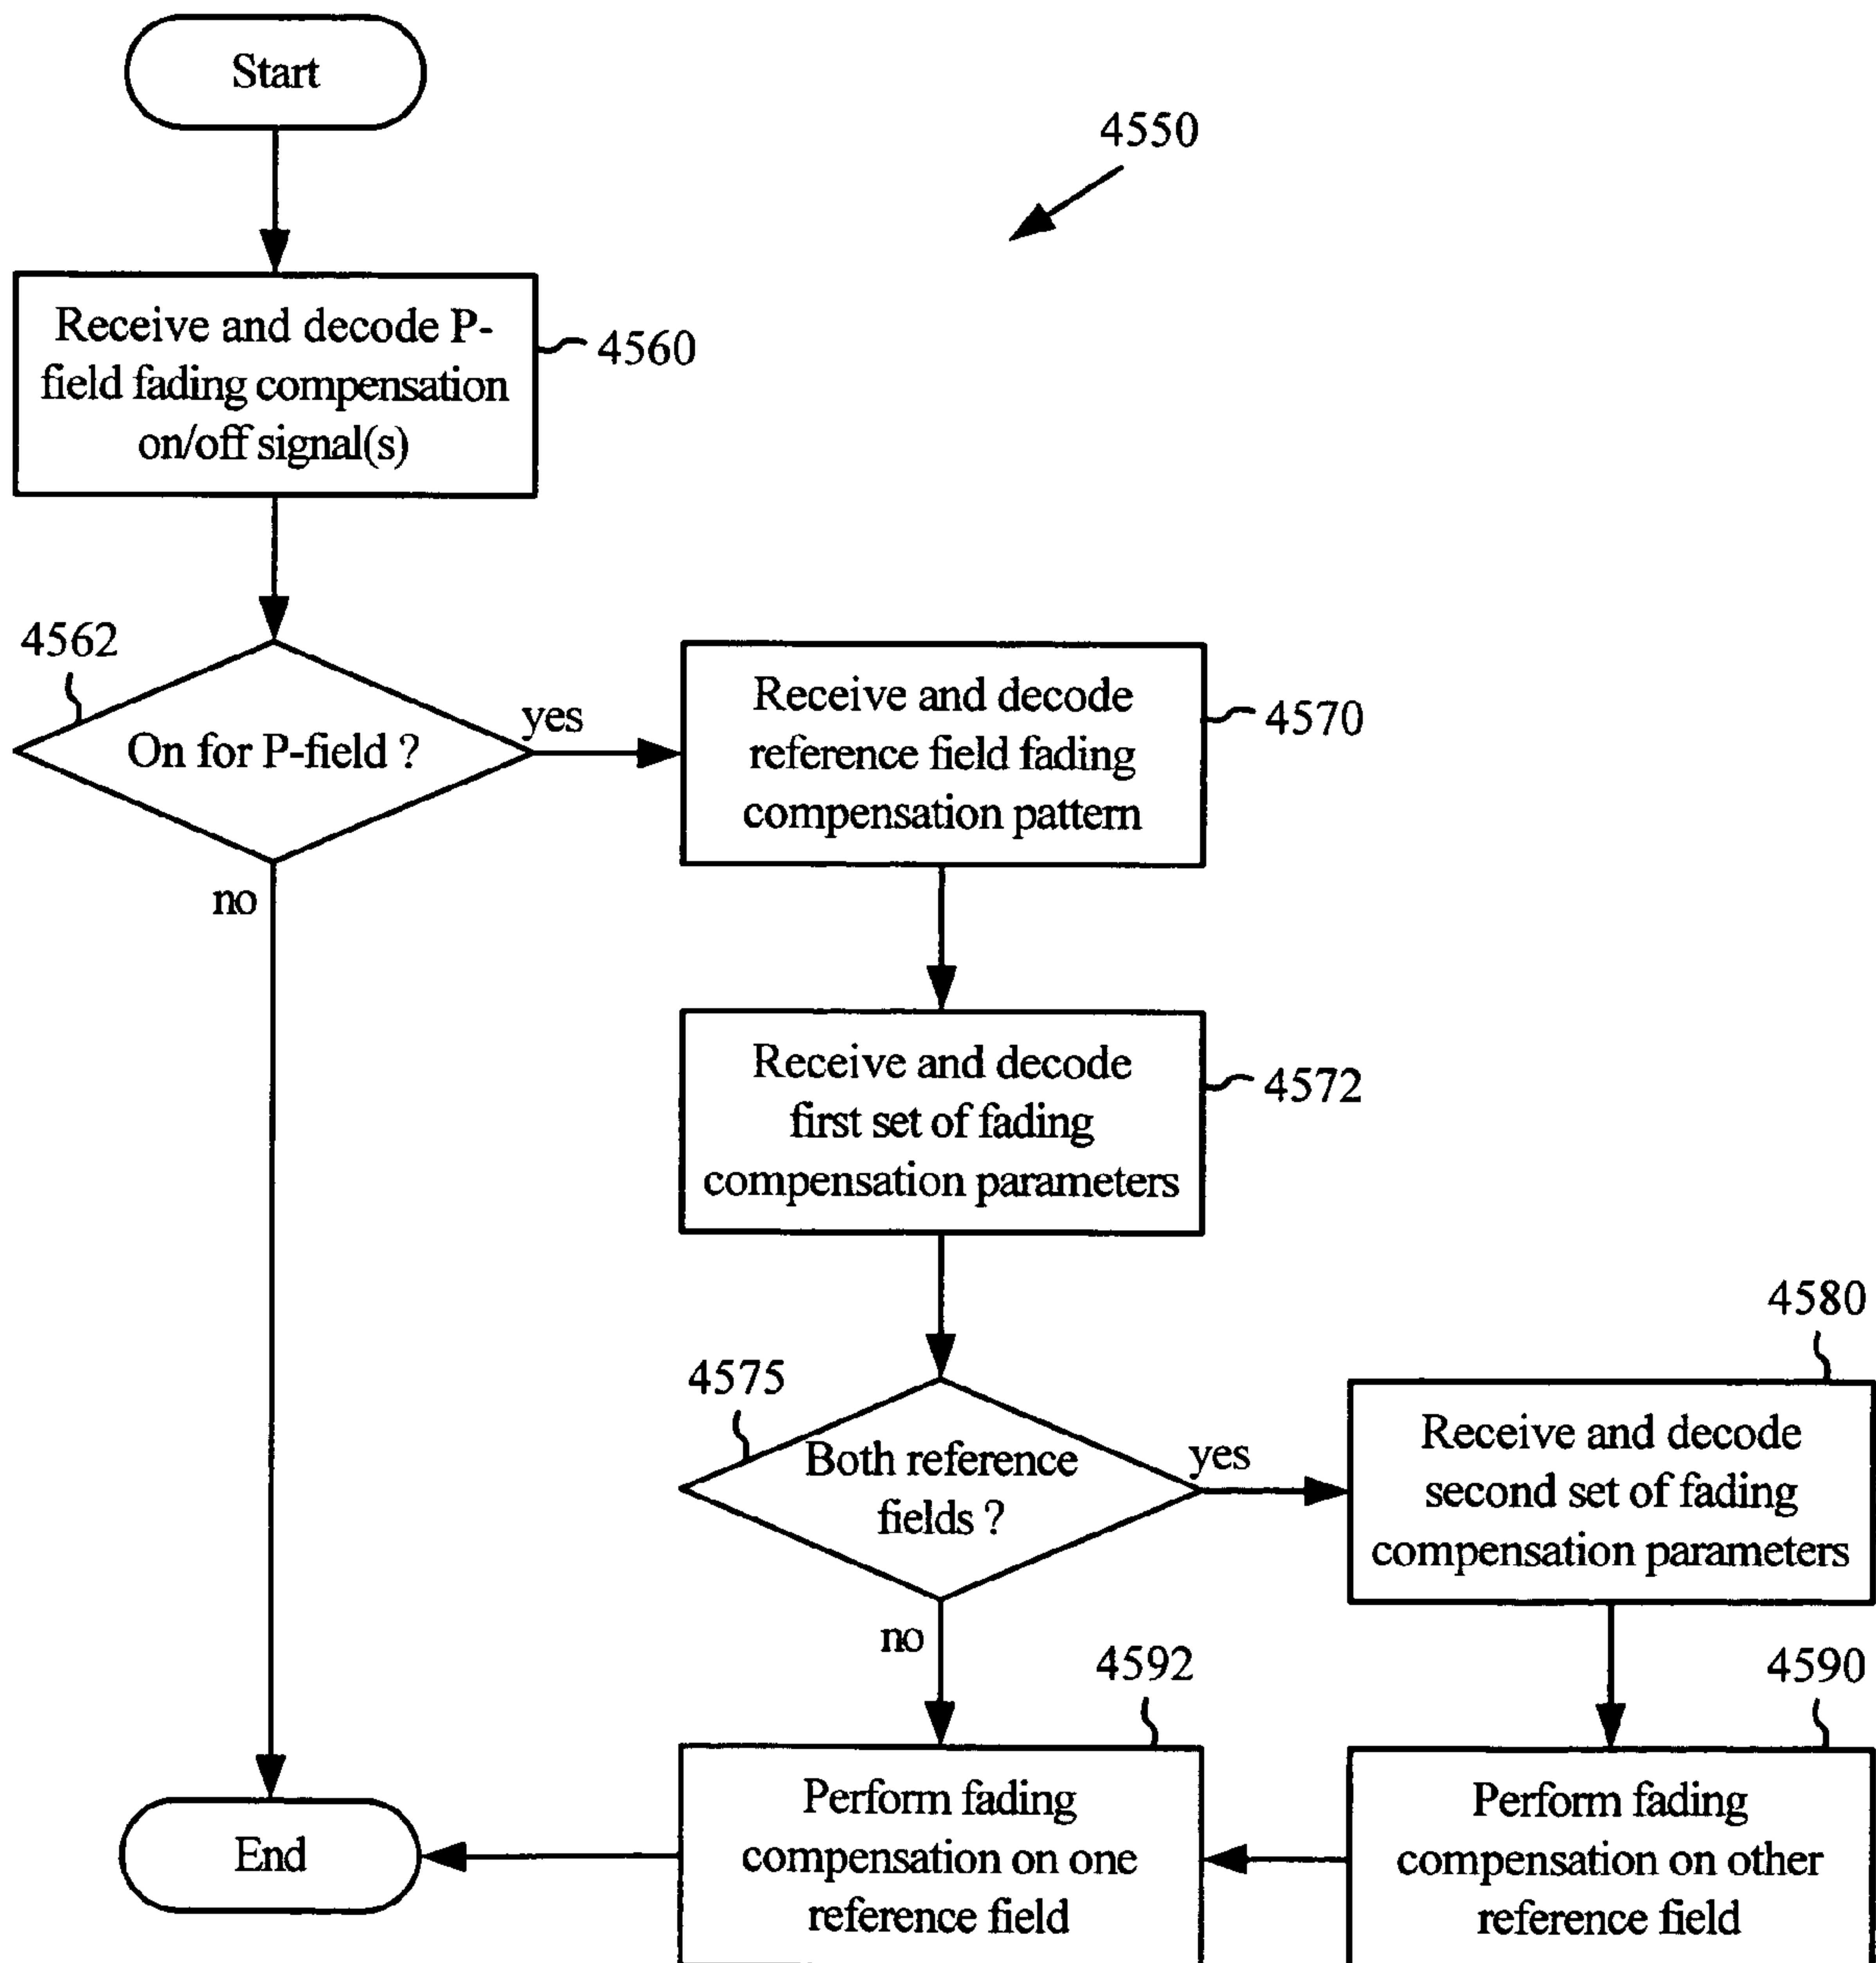 Start
4550
Receive and decode P-
field fading compensation
on/off signal(s)
4560
4562
On for P-field ?
yes
no
Receive and decode
reference field fading
compensation pattern
4570
Receive and decode
first set of fading
compensation parameters
4572
4575
Both reference
fields ?
yes
no
4580
Receive and decode
second set of fading
compensation parameters
4592
Perform fading
compensation on one
reference field
4590
Perform fading
compensation on other
reference field
End